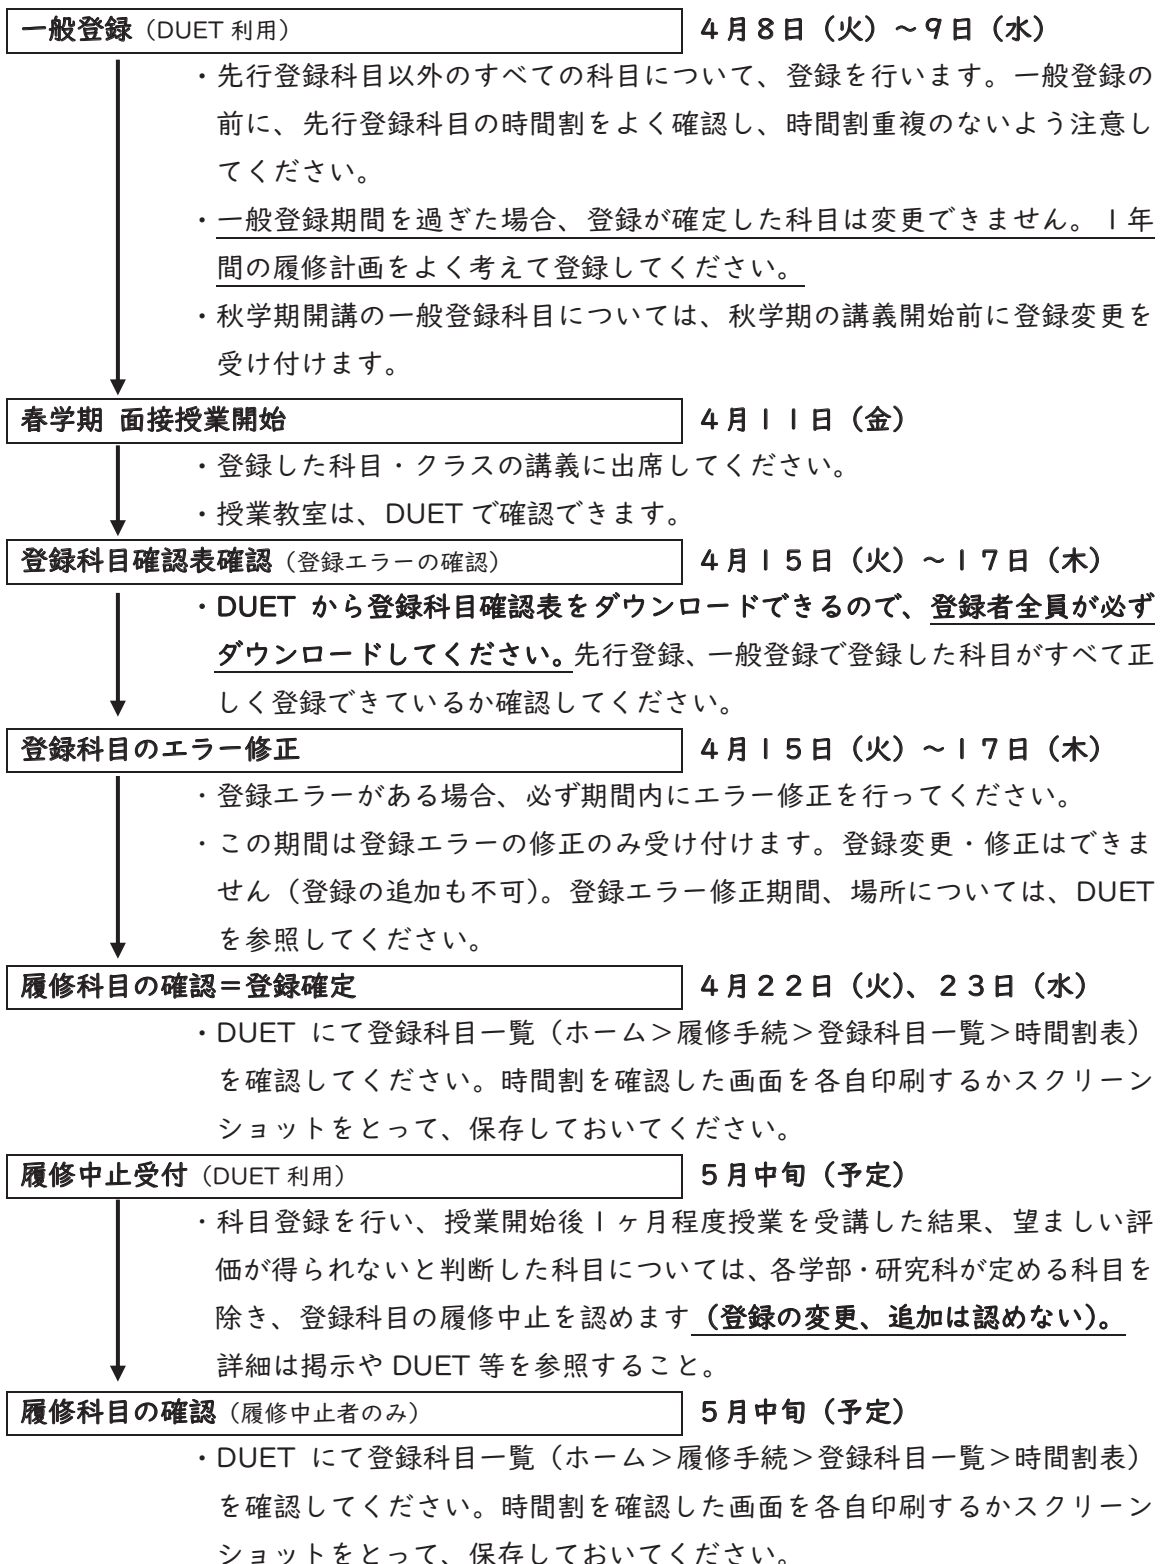 一般登録（DUET 利用） ４月８日（火）～９日（水）
・先行登録科目以外のすべての科目について、登録を行います。一般登録の
前に、先行登録科目の時間割をよく確認し、時間割重複のないよう注意し
てください。
・一般登録期間を過ぎた場合、登録が確定した科目は変更できません。１年
間の履修計画をよく考えて登録してください。
・秋学期開講の一般登録科目については、秋学期の講義開始前に登録変更を
受け付けます。
春学期 面接授業開始 ４月１１日（金）
・登録した科目・クラスの講義に出席してください。
・授業教室は、DUET で確認できます。
登録科目確認表確認（登録エラーの確認） ４月１５日（火）～１７日（木）
・DUET から登録科目確認表をダウンロードできるので、登録者全員が必ず
ダウンロードしてください。先行登録、一般登録で登録した科目がすべて正
しく登録できているか確認してください。
登録科目のエラー修正 ４月１５日（火）～１７日（木）
・登録エラーがある場合、必ず期間内にエラー修正を行ってください。
・この期間は登録エラーの修正のみ受け付けます。登録変更・修正はできま
せん（登録の追加も不可）。登録エラー修正期間、場所については、DUET
を参照してください。
履修科目の確認＝登録確定 ４月２２日（火）、２３日（水）
・DUET にて登録科目一覧（ホーム＞履修手続＞登録科目一覧＞時間割表）
を確認してください。時間割を確認した画面を各自印刷するかスクリーン
ショットをとって、保存しておいてください。
履修中止受付（DUET 利用） ５月中旬（予定）
・科目登録を行い、授業開始後１ヶ月程度授業を受講した結果、望ましい評
価が得られないと判断した科目については、各学部・研究科が定める科目を
除き、登録科目の履修中止を認めます（登録の変更、追加は認めない）。
詳細は掲示や DUET 等を参照すること。
履修科目の確認（履修中止者のみ） ５月中旬（予定）
・DUET にて登録科目一覧（ホーム＞履修手続＞登録科目一覧＞時間割表）
を確認してください。時間割を確認した画面を各自印刷するかスクリーン
ショットをとって、保存しておいてください。